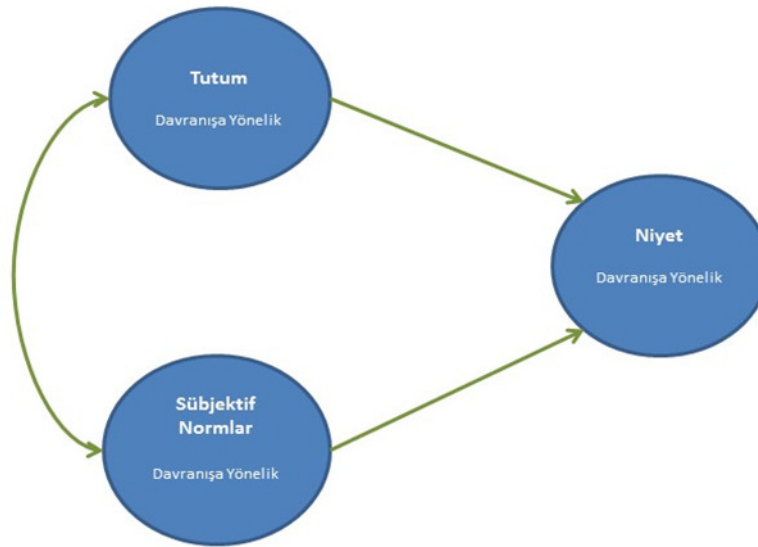 Tutum
Davranışa Yönelik
Niyet
Davranışa Yönelik
Sübjektif
Normlar
Davranışa Yönelik